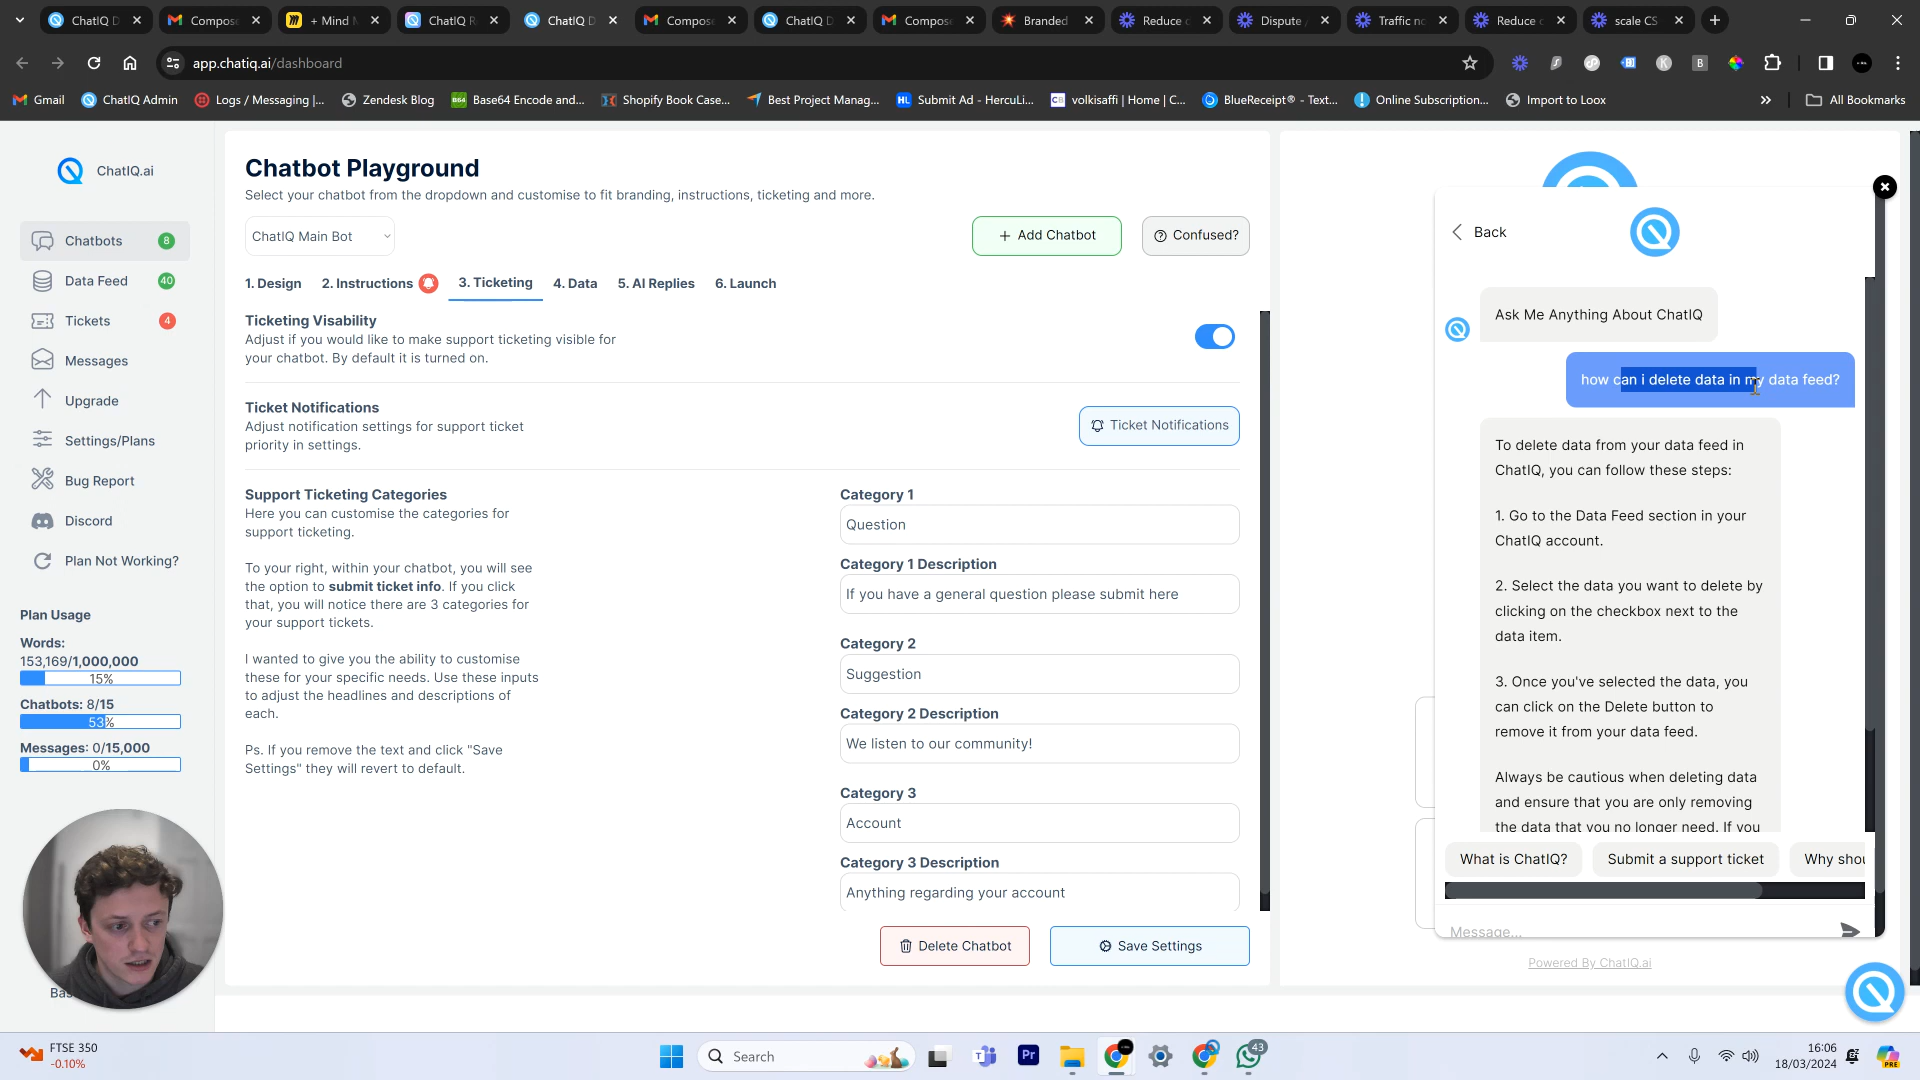 ChatIQ D
Compose
+ Mind M
ChatIQ R
ChatIQ D
Compose
ChatIQ D
Compose
Branded
Reduce c
Dispute
Traffic no
Reduce c
scale CS
app.chatiq.ai/dashboard
Gmail
ChatIQ Admin
Logs / Messaging |...
Zendesk Blog
Base64 Encode and...
Shopify Book Case...
Best Project Manag...
Submit Ad - HercuLi...
volkisaffi | Home | C...
BlueReceipt® - Text...
Online Subscription...
Import to Loox
All Bookmarks
ChatIQ.ai
Chatbots 8
Data Feed 40
Tickets 4
Messages
Upgrade
Settings/Plans
Bug Report
Discord
Plan Not Working?
Plan Usage
Words:
153,169/1,000,000
15%
Chatbots: 8/15
53%
Messages: 0/15,000
0%
Chatbot Playground
Select your chatbot from the dropdown and customise to fit branding, instructions, ticketing and more.
ChatIQ Main Bot
+ Add Chatbot
Confused?
1. Design
2. Instructions
3. Ticketing
4. Data
5. AI Replies
6. Launch
Ticketing Visability
Adjust if you would like to make support ticketing visible for
your chatbot. By default it is turned on.
Ticket Notifications
Adjust notification settings for support ticket
priority in settings.
Ticket Notifications
Support Ticketing Categories
Here you can customise the categories for
support ticketing.
To your right, within your chatbot, you will see
the option to submit ticket info. If you click
that, you will notice there are 3 categories for
your support tickets.
I wanted to give you the ability to customise
these for your specific needs. Use these inputs
to adjust the headlines and descriptions of
each.
Ps. If you remove the text and click "Save
Settings" they will revert to default.
Category 1
Question
Category 1 Description
If you have a general question please submit here
Category 2
Suggestion
Category 2 Description
We listen to our community!
Category 3
Account
Category 3 Description
Anything regarding your account
Delete Chatbot
Save Settings
Back
Ask Me Anything About ChatIQ
how can i delete data in my data feed?
To delete data from your data feed in
ChatIQ, you can follow these steps:
1. Go to the Data Feed section in your
ChatIQ account.
2. Select the data you want to delete by
clicking on the checkbox next to the
data item.
3. Once you've selected the data, you
can click on the Delete button to
remove it from your data feed.
Always be cautious when deleting data
and ensure that you are only removing
the data that you no longer need. If you
What is ChatIQ?
Submit a support ticket
Why shou
Message...
Powered By ChatIQ.ai
FTSE 350
-0.10%
Search
Pr
43
16:06
18/03/2024
PRE